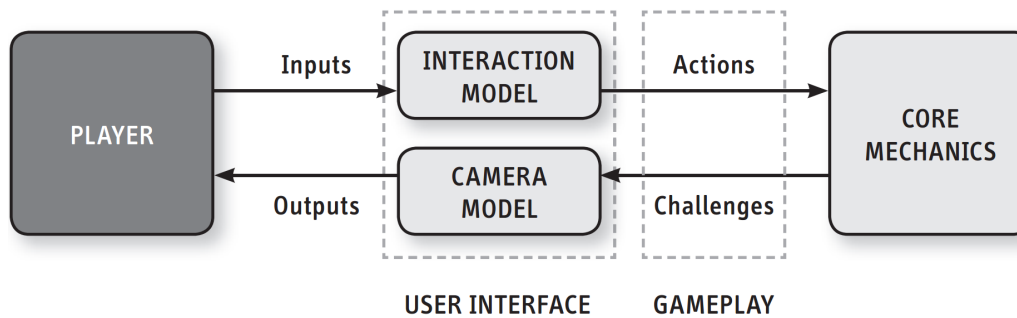 PLAYER
Inputs
Outputs
INTERACTION
MODEL
CAMERA
MODEL
Actions
Challenges
CORE
MECHANICS
USER INTERFACE
GAMEPLAY